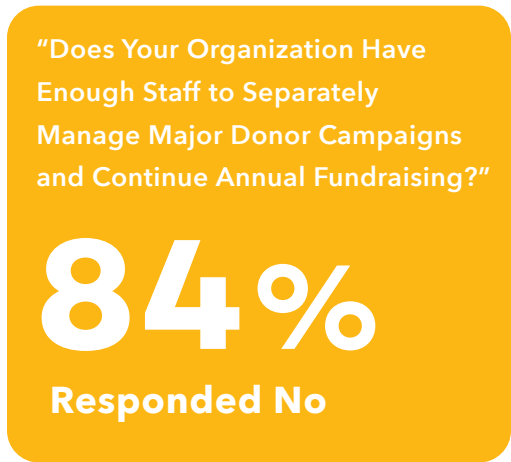 “Does Your Organization Have
Enough Staff to Separately
Manage Major Donor Campaigns
and Continue Annual Fundraising?”
84%
Responded No